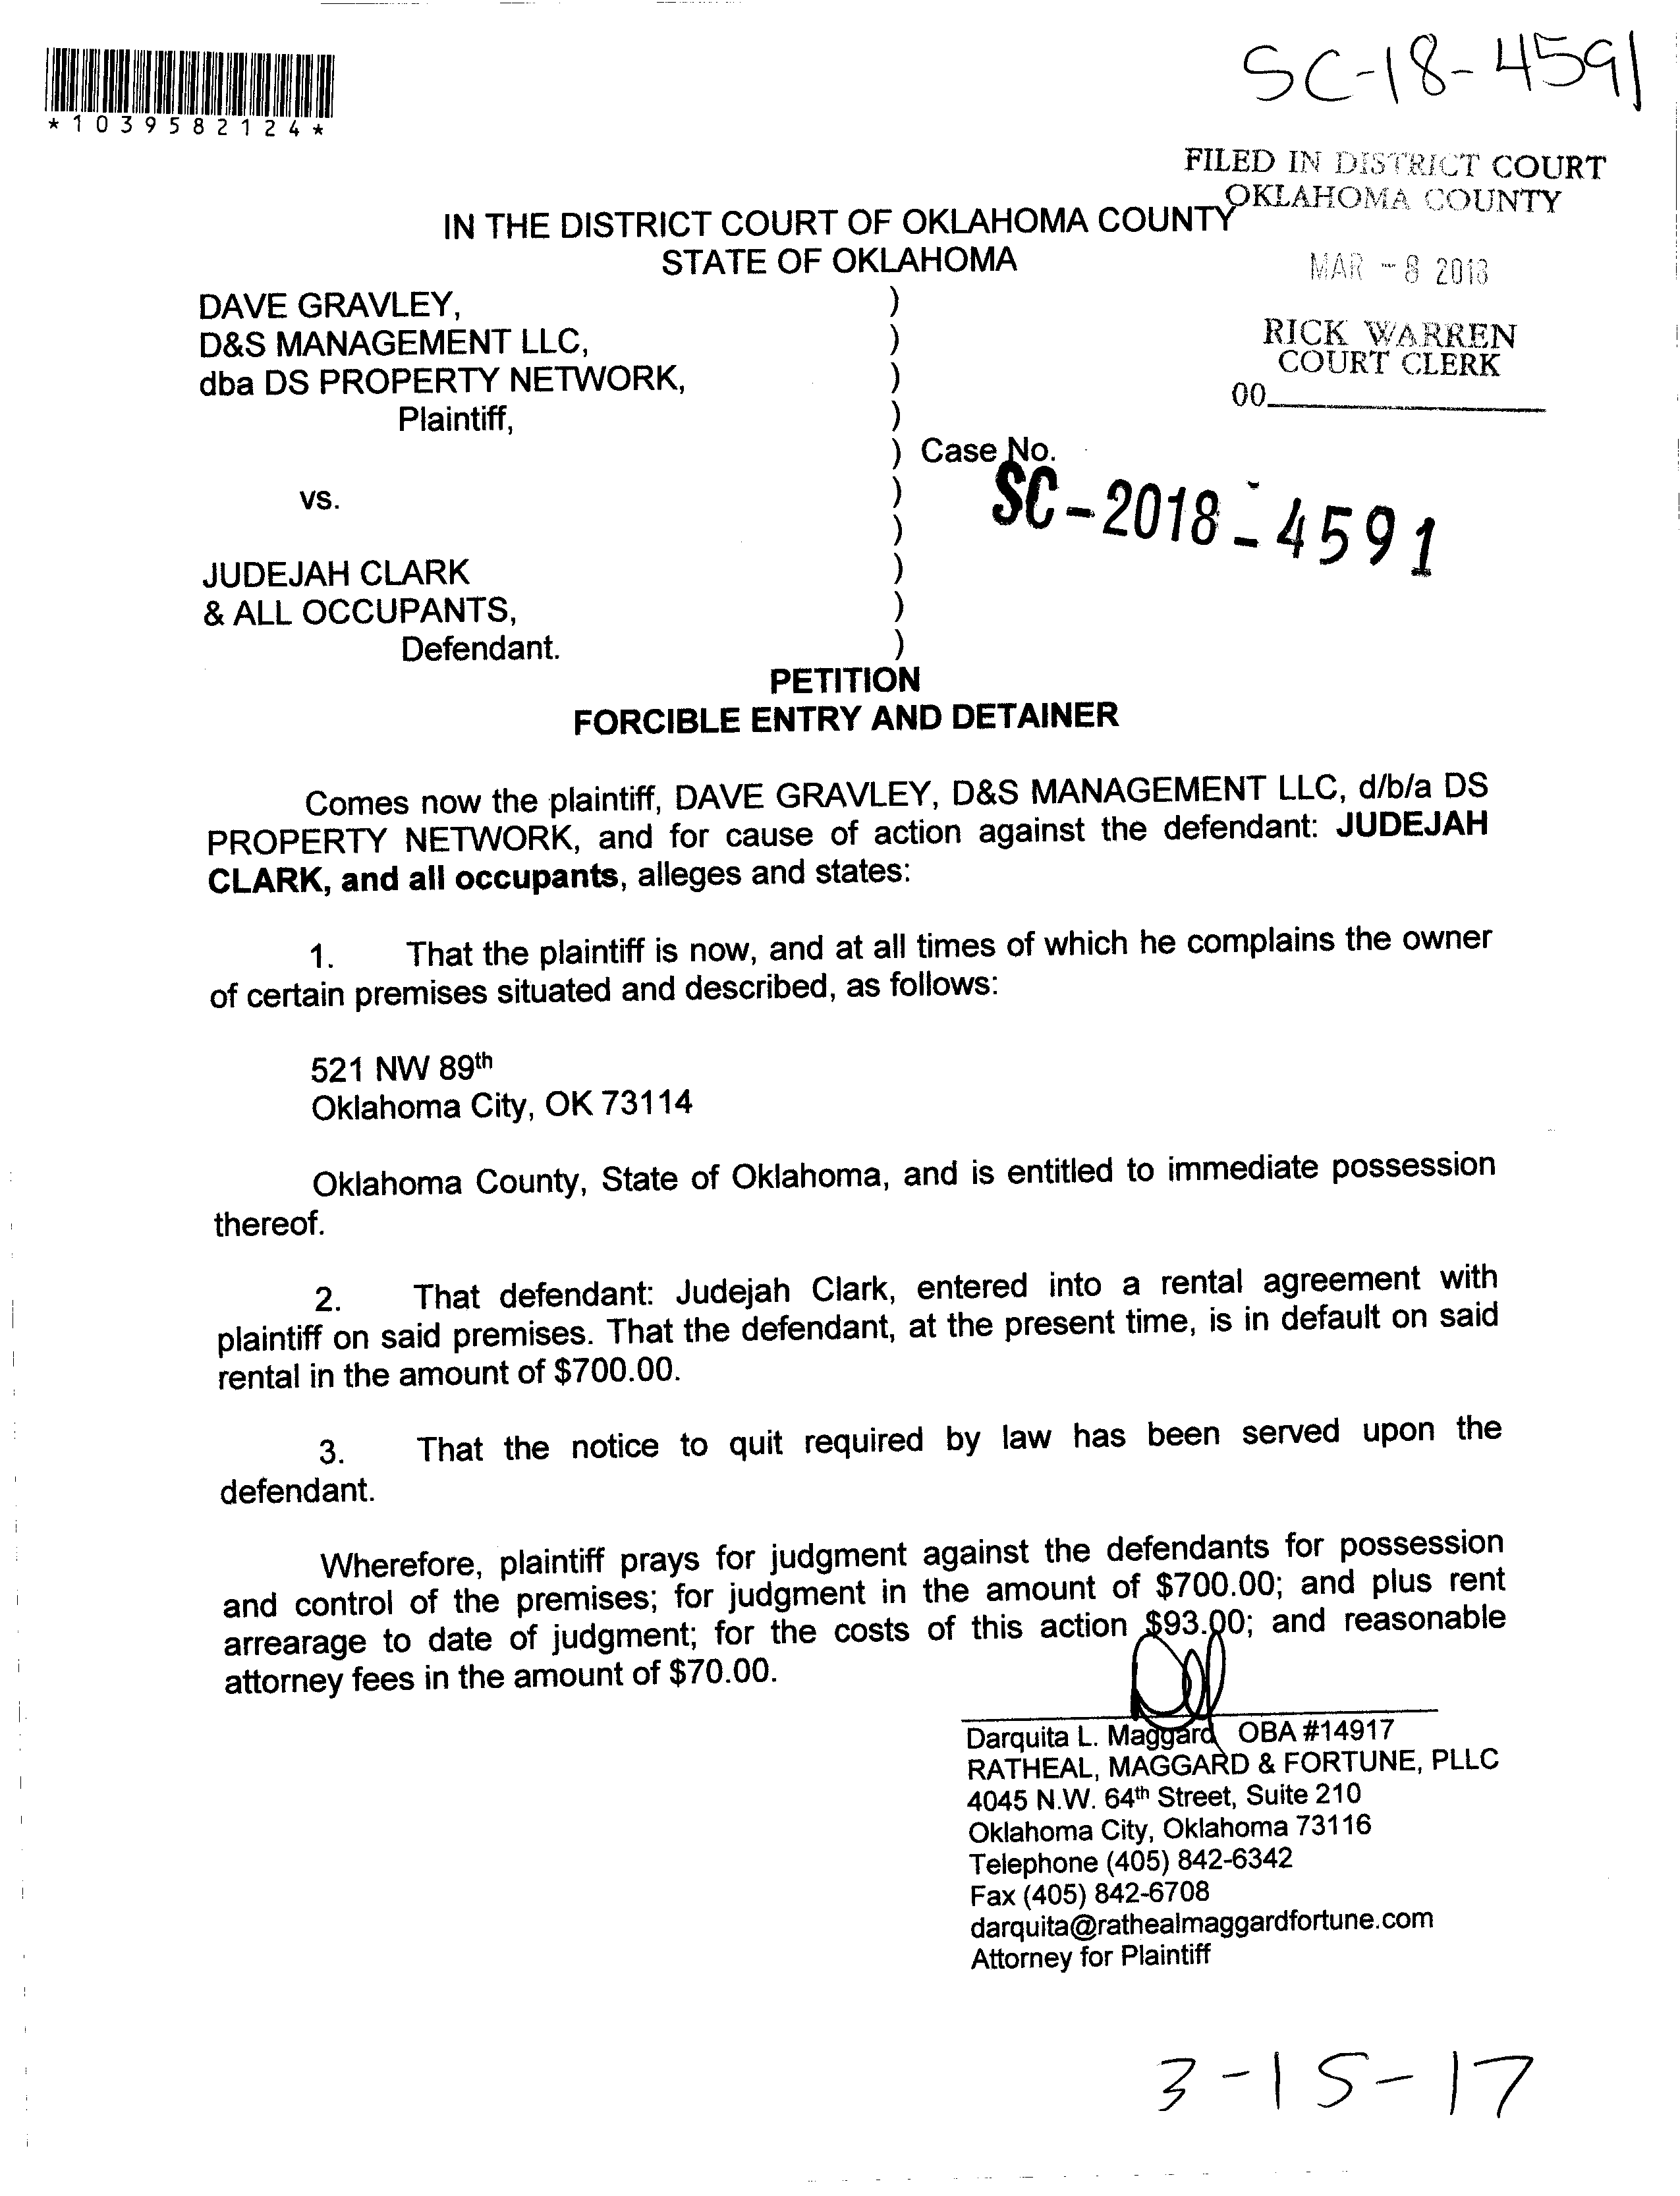 SC-18-4591
*1039582124*
FILED IN DISTRICT COURT
OKLAHOMA COUNTY
IN THE DISTRICT COURT OF OKLAHOMA COUNTY
STATE OF OKLAHOMA
MAR - 8 2018
RICK WARREN
COURT CLERK
00
DAVE GRAVLEY, )
D&S MANAGEMENT LLC, )
dba DS PROPERTY NETWORK, )
Plaintiff, )
) Case No.
vs. ) SC-2018-4591
)
JUDEJAH CLARK )
& ALL OCCUPANTS, )
Defendant. )
PETITION
FORCIBLE ENTRY AND DETAINER
Comes now the plaintiff, DAVE GRAVLEY, D&S MANAGEMENT LLC, d/b/a DS
PROPERTY NETWORK, and for cause of action against the defendant: JUDEJAH
CLARK, and all occupants, alleges and states:
1. That the plaintiff is now, and at all times of which he complains the owner
of certain premises situated and described, as follows:
521 NW 89th
Oklahoma City, OK 73114
Oklahoma County, State of Oklahoma, and is entitled to immediate possession
thereof.
2. That defendant: Judejah Clark, entered into a rental agreement with
plaintiff on said premises. That the defendant, at the present time, is in default on said
rental in the amount of $700.00.
3. That the notice to quit required by law has been served upon the
defendant.
Wherefore, plaintiff prays for judgment against the defendants for possession
and control of the premises; for judgment in the amount of $700.00; and plus rent
arrearage to date of judgment; for the costs of this action $93.00; and reasonable
attorney fees in the amount of $70.00.
Darquita L. Maggard OBA #14917
RATHEAL, MAGGARD & FORTUNE, PLLC
4045 N.W. 64th Street, Suite 210
Oklahoma City, Oklahoma 73116
Telephone (405) 842-6342
Fax (405) 842-6708
darquita@rathealmaggardfortune.com
Attorney for Plaintiff
3-15-17